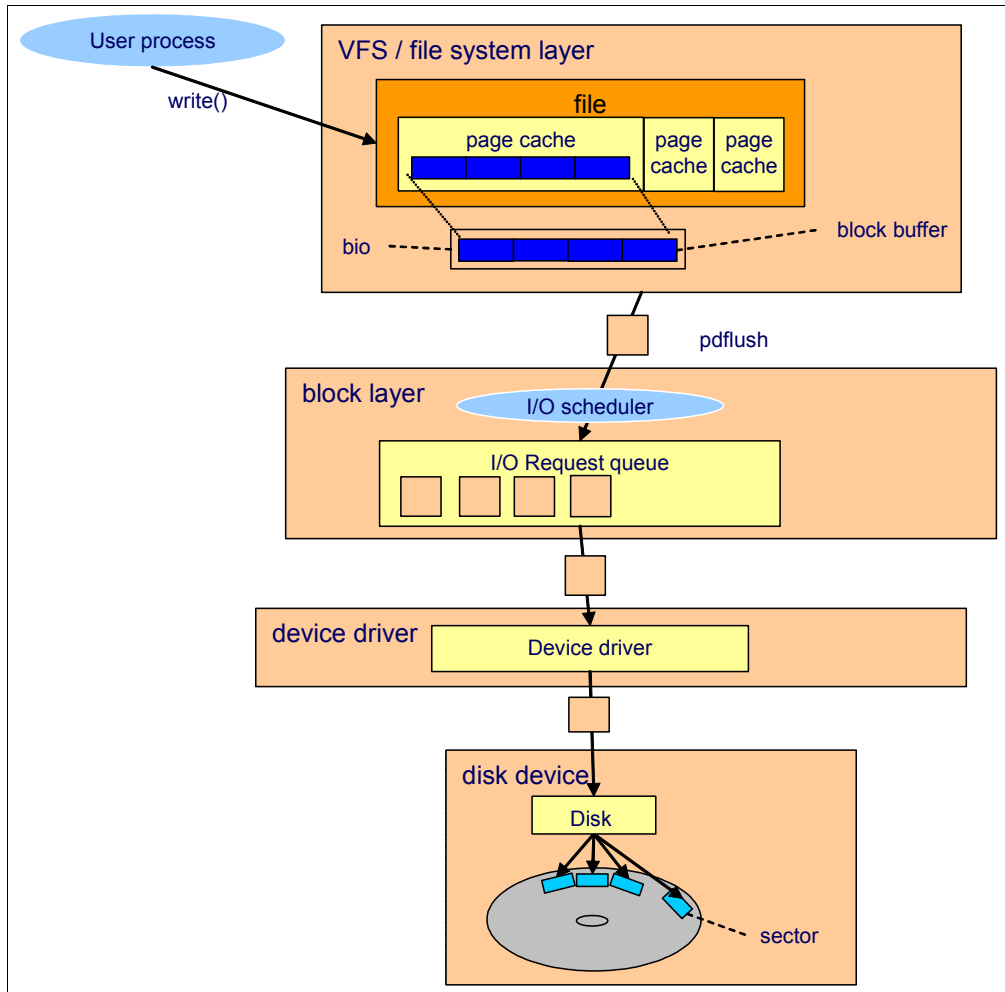 User process
VFS / file system layer
write()
file
page cache
page
cache
page
cache
bio
block buffer
pdflush
block layer
I/O scheduler
I/O Request queue
device driver
Device driver
disk device
Disk
sector